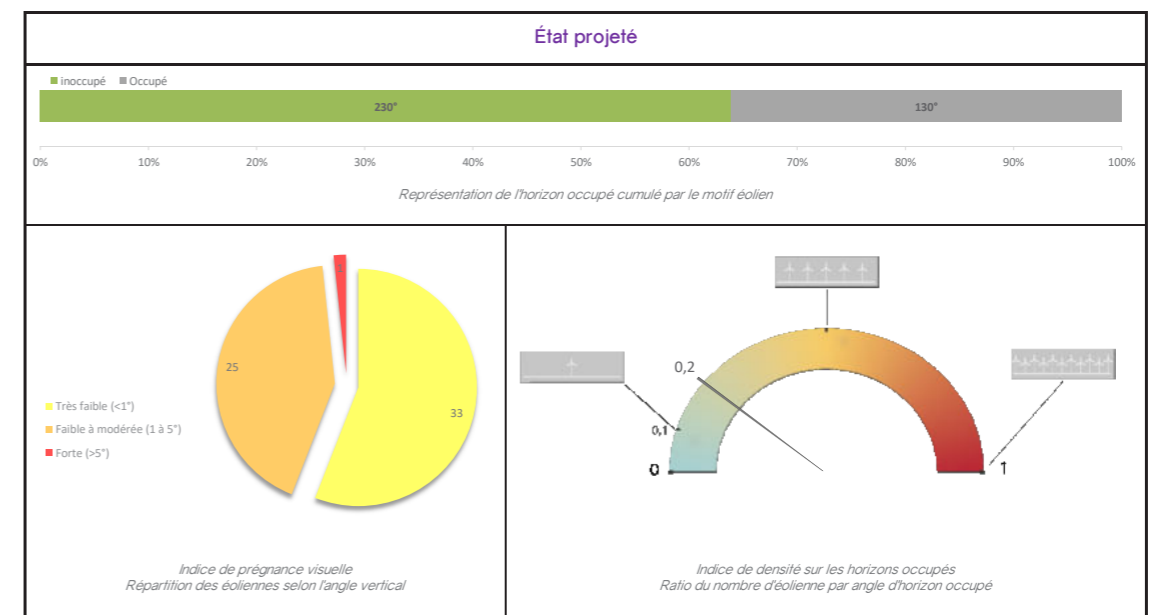 État projeté
inoccupé Occupé
230° 130°
0% 10% 20% 30% 40% 50% 60% 70% 80% 90% 100%
Représentation de l'horizon occupé cumulé par le motif éolien
1
25
33
Très faible (<1°)
Faible à modérée (1 à 5°)
Forte (>5°)
Indice de prégnance visuelle
Répartition des éoliennes selon l'angle vertical
0,2
0,1
0
1
Indice de densité sur les horizons occupés
Ratio du nombre d'éolienne par angle d'horizon occupé